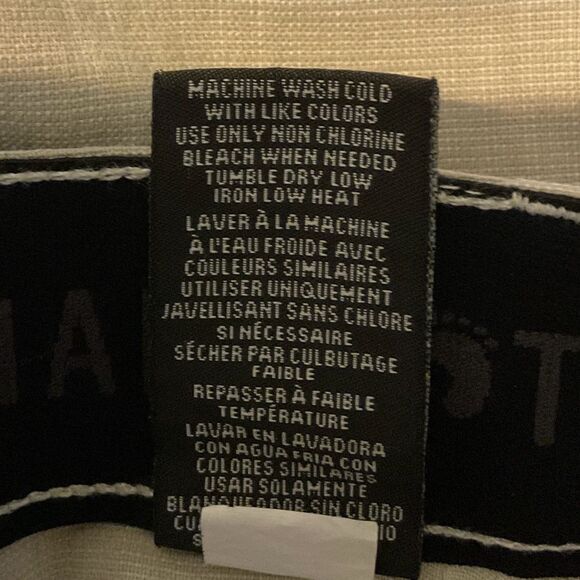 MACHINE WASH COLD
WITH LIKE COLORS
USE ONLY NON CHLORINE
BLEACH WHEN NEEDED
TUMBLE DRY LOW
IRON LOW HEAT
LAVER À LA MACHINE
À L'EAU FROIDE AVEC
COULEURS SIMILAIRES
UTILISER UNIQUEMENT
JAVELLISANT SANS CHLORE
SI NÉCESSAIRE
SÉCHER PAR CULBUTAGE
FAIBLE
REPASSER À FAIBLE
TEMPÉRATURE
LAVAR EN LAVADORA
CON AGUA FRIA CON
COLORES SIMILARES
USAR SOLAMENTE
BLANQUEADOR SIN CLORO